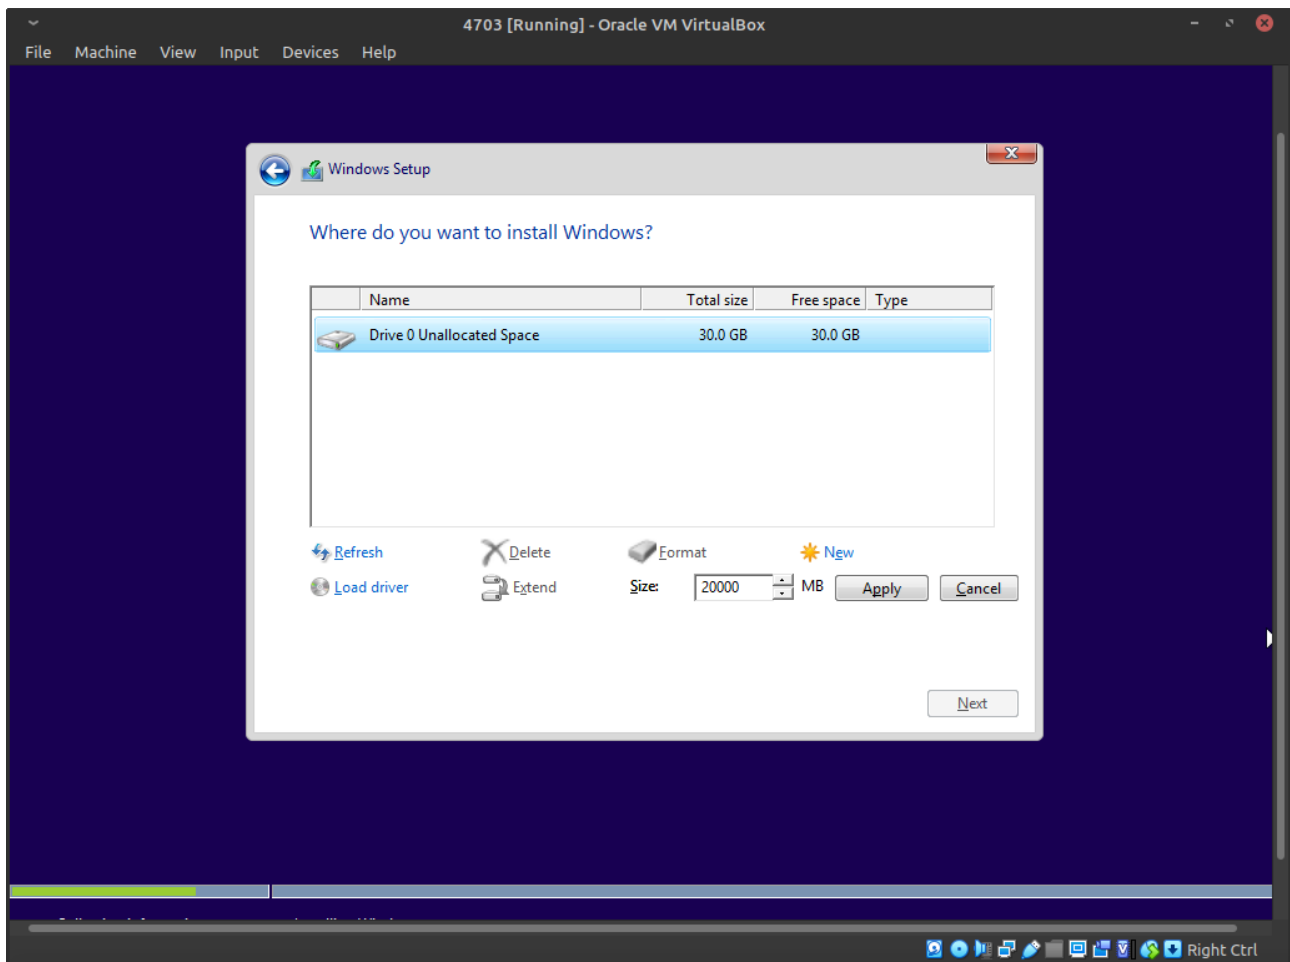 4703 [Running] - Oracle VM VirtualBox
File Machine View Input Devices Help
Windows Setup
Where do you want to install Windows?
Name Total size Free space Type
Drive 0 Unallocated Space 30.0 GB 30.0 GB
Refresh Delete Format New
Load driver Extend Size: 20000 MB Apply Cancel
Next
Right Ctrl